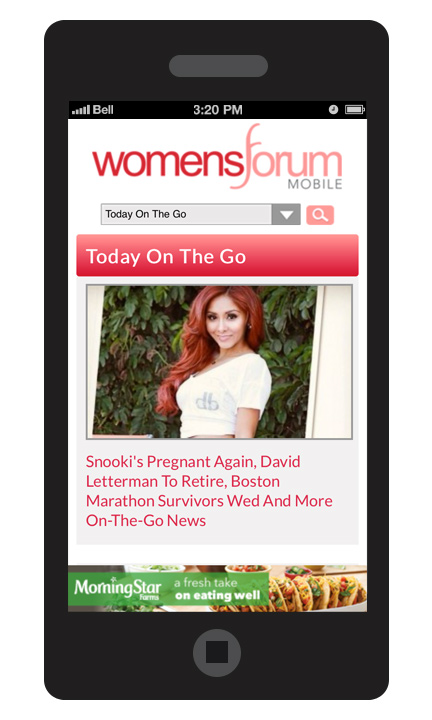 Bell 3:20 PM
womensforum
MOBILE
Today On The Go
Today On The Go
db
Snooki's Pregnant Again, David
Letterman To Retire, Boston
Marathon Survivors Wed And More
On-The-Go News
MorningStar a fresh take
Farms on eating well